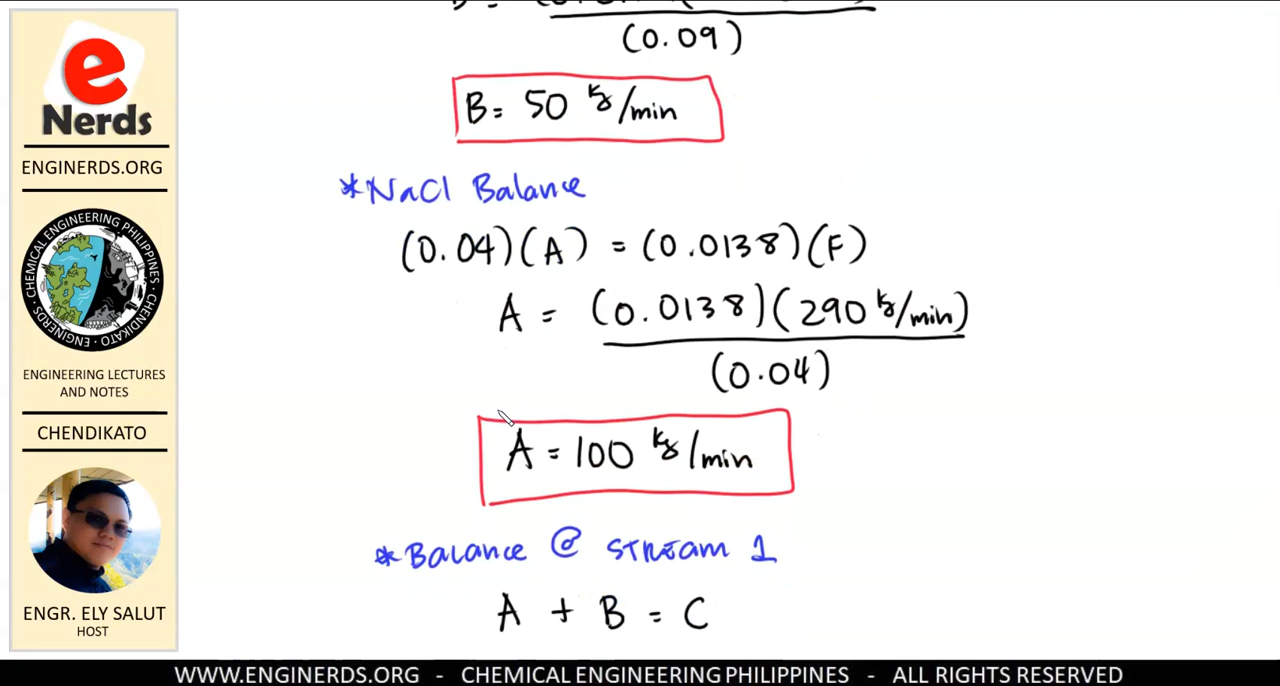 (0.09)
B = 50 kg/min
*NaCl Balance
(0.04)(A) = (0.0138)(F)
A = (0.0138)(290 kg/min)
(0.04)
A = 100 kg/min
*Balance @ stream 1
A + B = C
e
Nerds
ENGINERDS.ORG
CHEMICAL ENGINEERING PHILIPPINES
ENGINERDS - CHENDIKATO
ENGINEERING LECTURES
AND NOTES
CHENDIKATO
ENGR. ELY SALUT
HOST
WWW.ENGINERDS.ORG - CHEMICAL ENGINEERING PHILIPPINES - ALL RIGHTS RESERVED